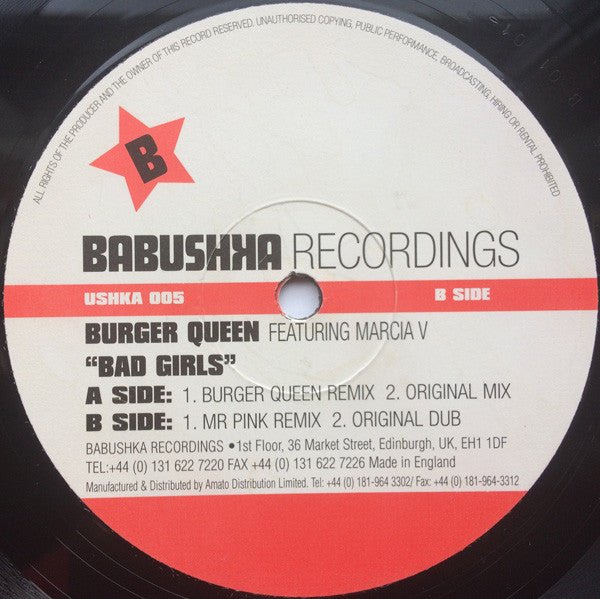 ALL RIGHTS OF THE PRODUCER AND THE OWNER OF THIS RECORD RESERVED. UNAUTHORISED COPYING, PUBLIC PERFORMANCE, BROADCASTING, HIRING OR RENTAL PROHIBITED
B
BABUSHKA RECORDINGS
USHKA 005 B SIDE
BURGER QUEEN FEATURING MARCIA V
“BAD GIRLS”
A SIDE: 1. BURGER QUEEN REMIX 2. ORIGINAL MIX
B SIDE: 1. MR PINK REMIX 2. ORIGINAL DUB
BABUSHKA RECORDINGS • 1st Floor, 36 Market Street, Edinburgh, UK, EH1 1DF
TEL:+44 (0) 131 622 7220 FAX +44 (0) 131 622 7226 Made in England
Manufactured & Distributed by Amato Distribution Limited. Tel: +44 (0) 181-964 3302/ Fax: +44 (0) 181-964-3312